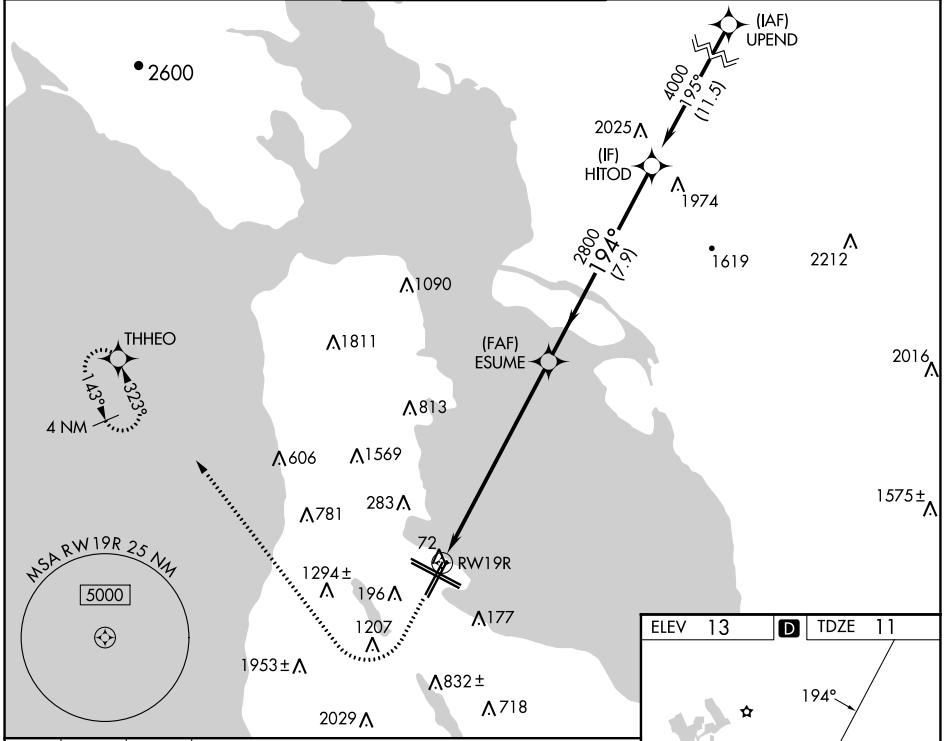 (IAF)
UPEND
2600
4000
195°
(11.5)
2025
(IF)
HITOD
1974
2800
194°
(7.9)
1619
2212
1090
THHEO
1811
(FAF)
ESUME
2016
143°
323°
4 NM
813
606
1569
283
1575±
781
72
RW19R
MSA RW19R 25 NM
5000
1294±
196
177
1207
1953±
832±
718
2029
ELEV 13
D
TDZE 11
194°